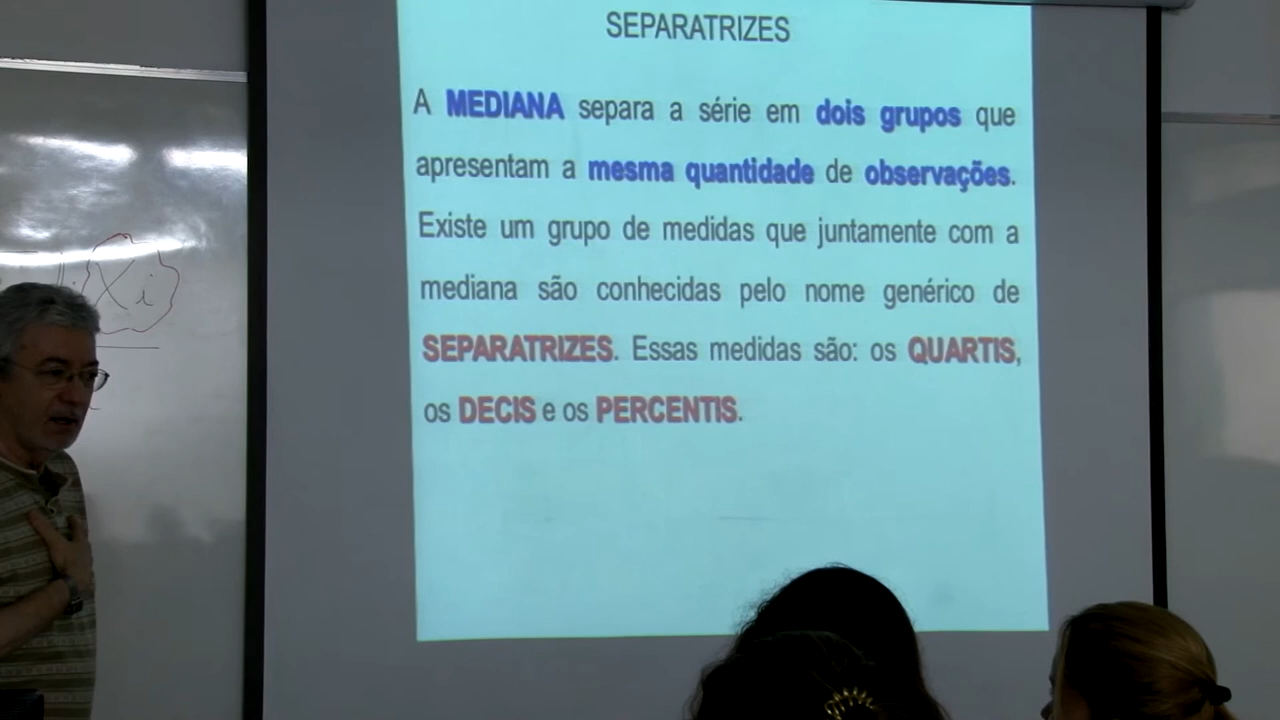 SEPARATRIZES
A MEDIANA separa a série em dois grupos que
apresentam a mesma quantidade de observações.
Existe um grupo de medidas que juntamente com a
mediana são conhecidas pelo nome genérico de
SEPARATRIZES. Essas medidas são: os QUARTIS,
os DECIS e os PERCENTIS.
Xi